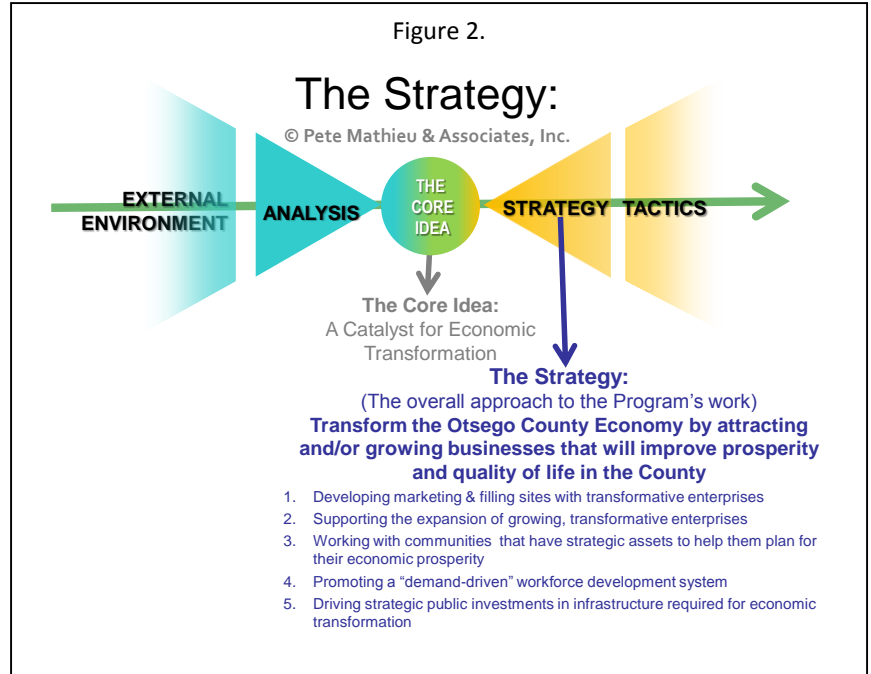 Figure 2.
The Strategy:
© Pete Mathieu & Associates, Inc.
EXTERNAL
ENVIRONMENT
ANALYSIS
THE
CORE
IDEA
STRATEGY
TACTICS
The Core Idea:
A Catalyst for Economic
Transformation
The Strategy:
(The overall approach to the Program's work)
Transform the Otsego County Economy by attracting
and/or growing businesses that will improve prosperity
and quality of life in the County
1. Developing marketing & filling sites with transformative enterprises
2. Supporting the expansion of growing, transformative enterprises
3. Working with communities that have strategic assets to help them plan for
their economic prosperity
4. Promoting a “demand-driven” workforce development system
5. Driving strategic public investments in infrastructure required for economic
transformation